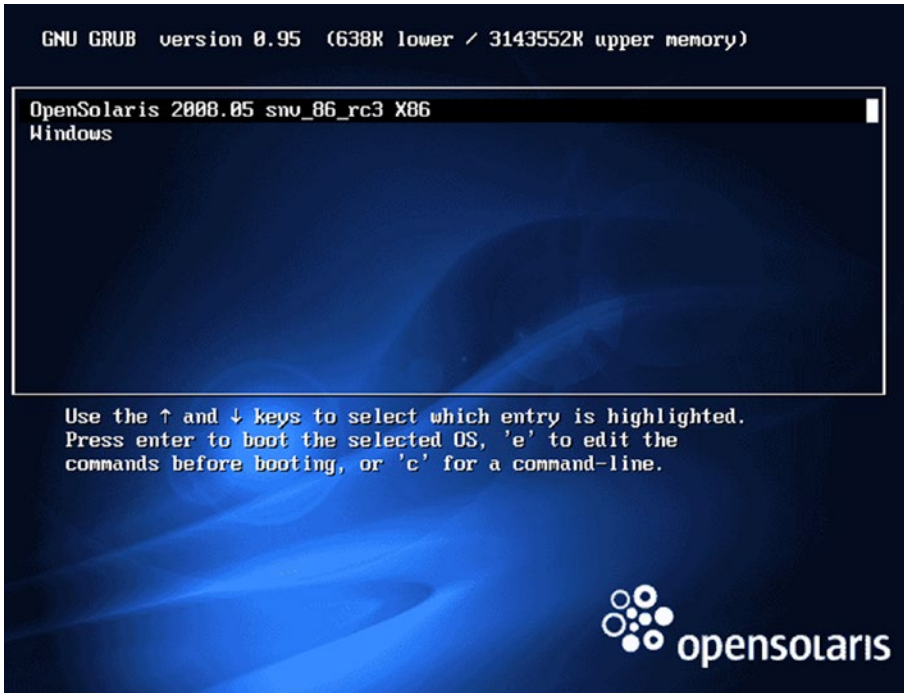 GNU GRUB version 0.95 (638K lower / 3143552K upper memory)
OpenSolaris 2008.05 snv_86_rc3 X86
Windows
Use the ↑ and ↓ keys to select which entry is highlighted.
Press enter to boot the selected OS, 'e' to edit the
commands before booting, or 'c' for a command-line.
opensolaris